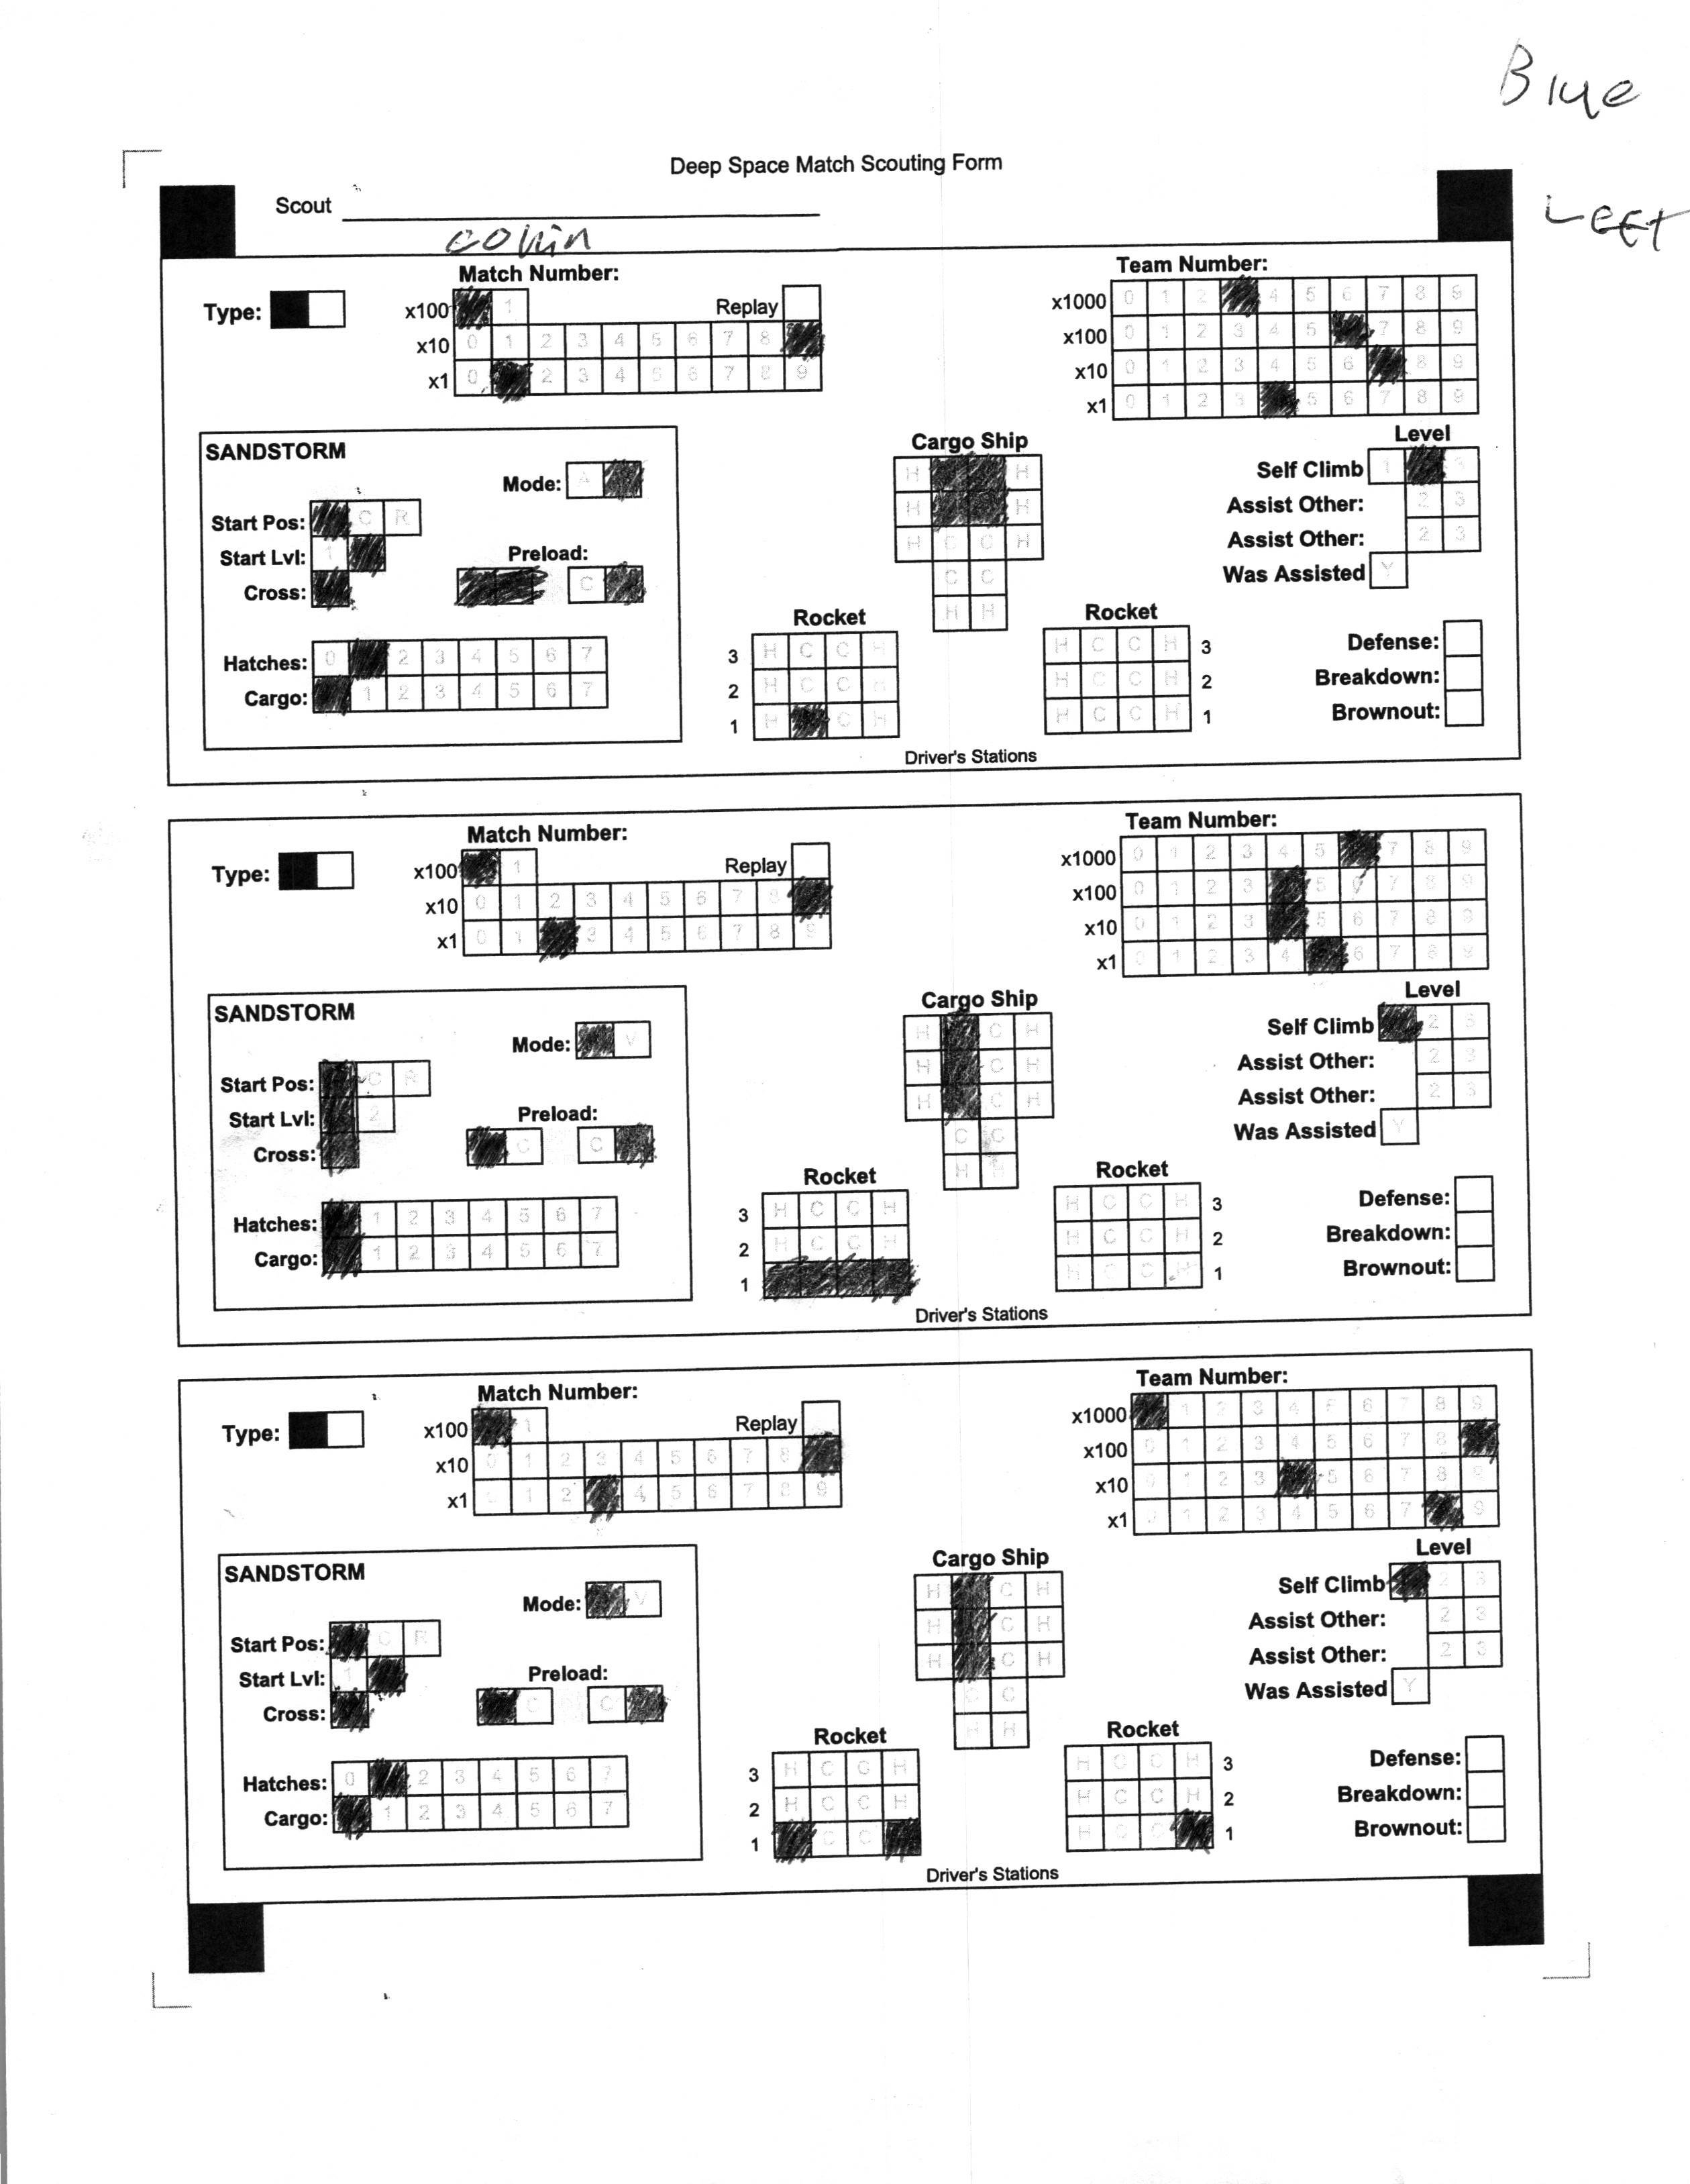 Blue
Deep Space Match Scouting Form
Left
Scout
Collin
Match Number:
Team Number:
Type:
x100 1 Replay
x10 0 1 2 3 4 5 6 7 8
x1 0 2 3 4 5 6 7 8 9
x1000 0 1 2 4 5 6 7 8 9
x100 0 1 2 3 4 5 7 8 9
x10 0 1 2 3 4 5 6 8 9
x1 0 1 2 3 5 6 7 8 9
SANDSTORM
Mode: A
Start Pos: C R
Start Lvl: 1
Preload:
Cross:
C
Hatches: 0 2 3 4 5 6 7
Cargo: 1 2 3 4 5 6 7
Cargo Ship
H H
H H
H C C H
C C
H H
Rocket
3 H C C H
2 H C C H
1 H C H
Rocket
H C C H 3
H C C H 2
H C C H 1
Level
Self Climb 1 3
Assist Other: 2 3
Assist Other: 2 3
Was Assisted Y
Defense:
Breakdown:
Brownout:
Driver's Stations
Match Number:
Team Number:
Type:
x100 1 Replay
x10 0 1 2 3 4 5 6 7 8
x1 0 1 3 4 5 6 7 8 9
x1000 0 1 2 3 4 5 7 8 9
x100 0 1 2 3 5 6 7 8 9
x10 0 1 2 3 5 6 7 8 9
x1 0 1 2 3 4 6 7 8 9
SANDSTORM
Mode: V
Start Pos: C R
Start Lvl: 2
Preload:
Cross:
C C
Hatches: 1 2 3 4 5 6 7
Cargo: 1 2 3 4 5 6 7
Cargo Ship
H C H
H C H
H C H
C C
H H
Rocket
3 H C C H
2 H C C H
1
Rocket
H C C H 3
H C C H 2
H C C H 1
Level
Self Climb 2 3
Assist Other: 2 3
Assist Other: 2 3
Was Assisted Y
Defense:
Breakdown:
Brownout:
Driver's Stations
Match Number:
Team Number:
Type:
x100 1 Replay
x10 0 1 2 3 4 5 6 7 8
x1 0 1 2 4 5 6 7 8 9
x1000 1 2 3 4 5 6 7 8 9
x100 0 1 2 3 4 5 6 7 8
x10 0 1 2 3 5 6 7 8 9
x1 0 1 2 3 4 5 6 7 9
SANDSTORM
Mode: V
Start Pos: C R
Start Lvl: 1
Preload:
Cross:
C C
Hatches: 0 2 3 4 5 6 7
Cargo: 1 2 3 4 5 6 7
Cargo Ship
H C H
H C H
H C H
C C
H H
Rocket
3 H C C H
2 H C C H
1 C C
Rocket
H C C H 3
H C C H 2
H C C 1
Level
Self Climb 2 3
Assist Other: 2 3
Assist Other: 2 3
Was Assisted Y
Defense:
Breakdown:
Brownout:
Driver's Stations